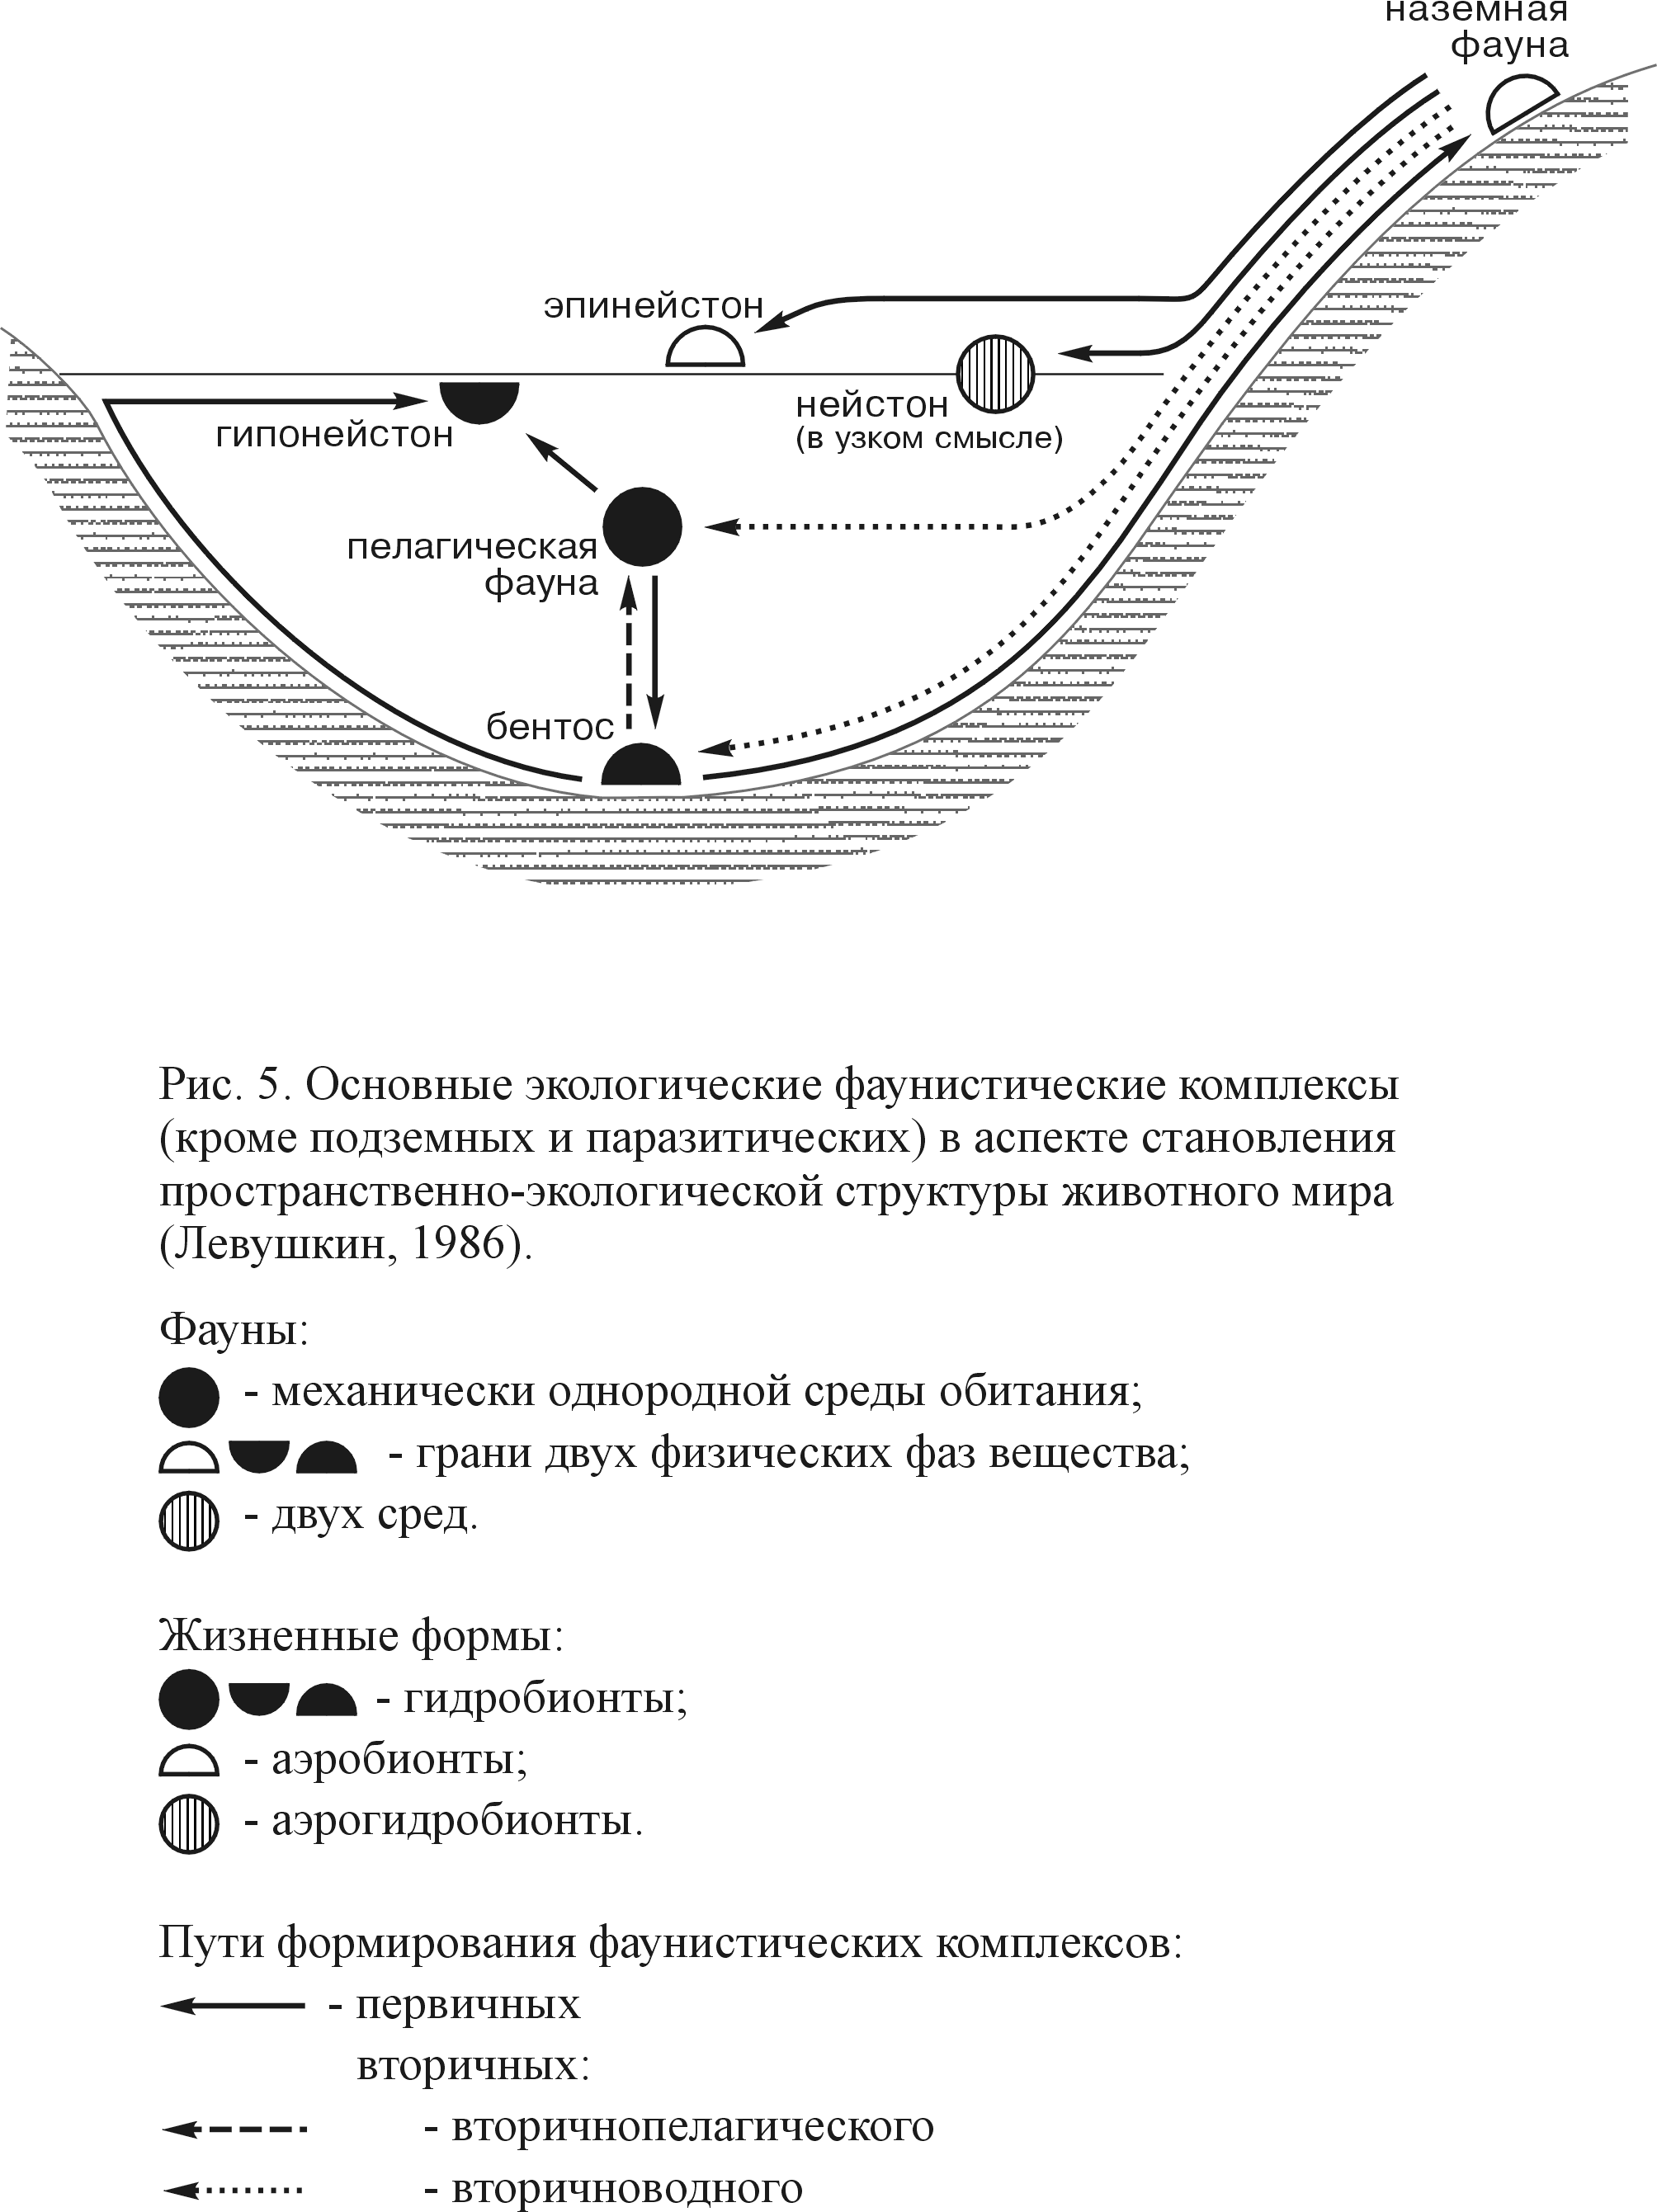 наземная
фауна
эпинейстон
гипонейстон
нейстон
(в узком смысле)
пелагическая
фауна
бентос
Рис. 5. Основные экологические фаунистические комплексы
(кроме подземных и паразитических) в аспекте становления
пространственно-экологической структуры животного мира
(Левушкин, 1986).
Фауны:
- механически однородной среды обитания;
- грани двух физических фаз вещества;
- двух сред.
Жизненные формы:
- гидробионты;
- аэробионты;
- аэрогидробионты.
Пути формирования фаунистических комплексов:
- первичных
вторичных:
- вторичнопелагического
- вторичноводного